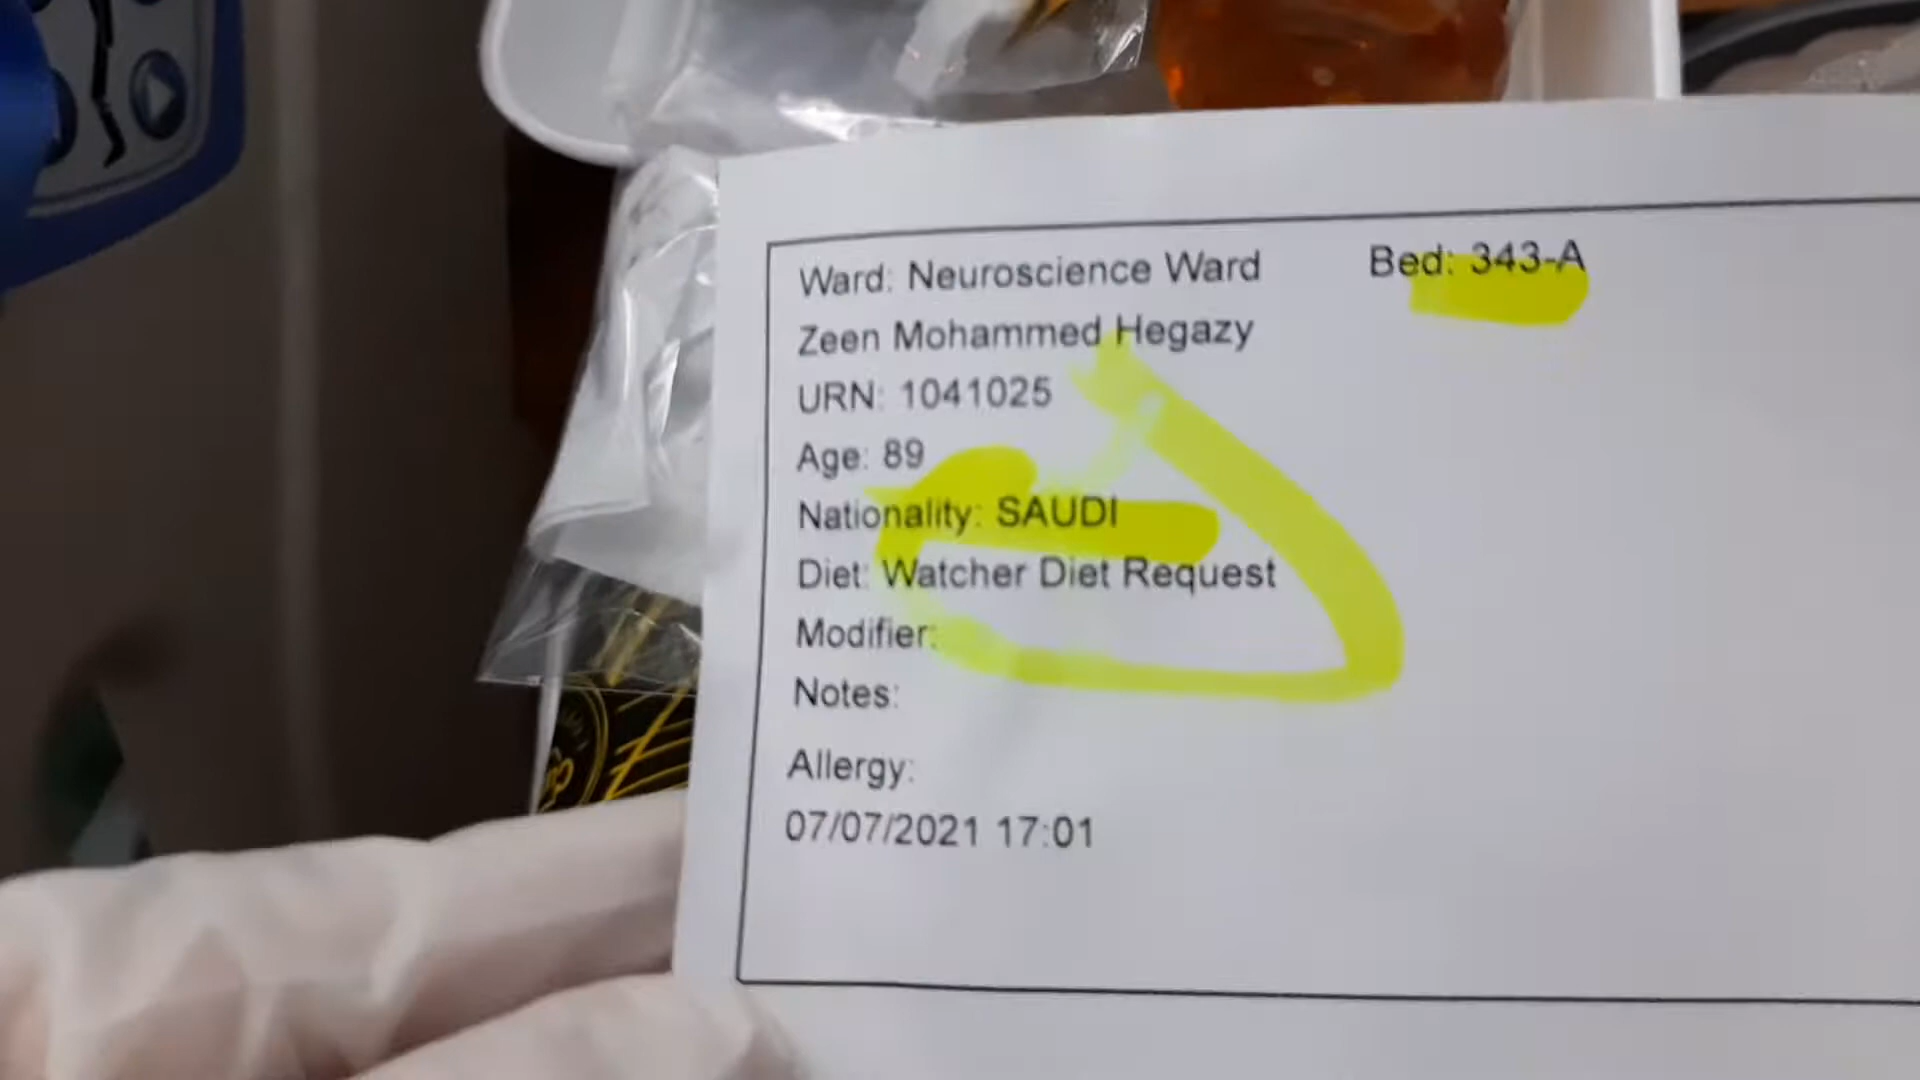 Ward: Neuroscience Ward Bed: 343-A
Zeen Mohammed Hegazy
URN: 1041025
Age: 89
Nationality: SAUDI
Diet: Watcher Diet Request
Modifier:
Notes:
Allergy:
07/07/2021 17:01